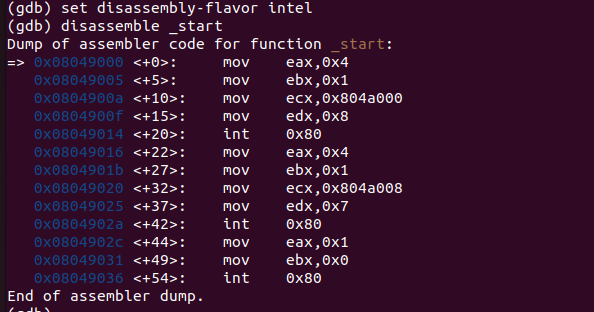 (gdb) set disassembly-flavor intel
(gdb) disassemble _start
Dump of assembler code for function _start:
=> 0x08049000 <+0>:     mov    eax,0x4
   0x08049005 <+5>:     mov    ebx,0x1
   0x0804900a <+10>:    mov    ecx,0x804a000
   0x0804900f <+15>:    mov    edx,0x8
   0x08049014 <+20>:    int    0x80
   0x08049016 <+22>:    mov    eax,0x4
   0x0804901b <+27>:    mov    ebx,0x1
   0x08049020 <+32>:    mov    ecx,0x804a008
   0x08049025 <+37>:    mov    edx,0x7
   0x0804902a <+42>:    int    0x80
   0x0804902c <+44>:    mov    eax,0x1
   0x08049031 <+49>:    mov    ebx,0x0
   0x08049036 <+54>:    int    0x80
End of assembler dump.
(gdb)